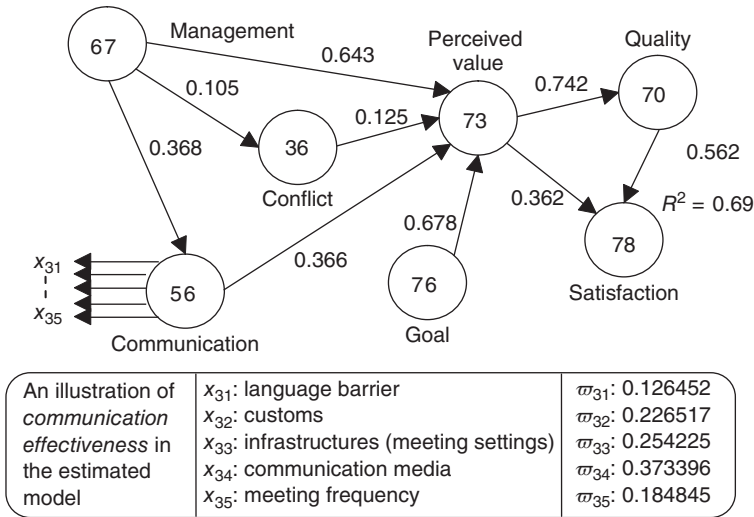 67
Management
0.643
Perceived
value
Quality
0.742
70
0.105
0.125
73
0.368
36
Conflict
0.562
0.362
R² = 0.69
0.678
0.366
78
Satisfaction
x₃₁
x₃₅
56
Communication
76
Goal
An illustration of
communication
effectiveness in
the estimated
model
x₃₁: language barrier
x₃₂: customs
x₃₃: infrastructures (meeting settings)
x₃₄: communication media
x₃₅: meeting frequency
ϖ₃₁: 0.126452
ϖ₃₂: 0.226517
ϖ₃₃: 0.254225
ϖ₃₄: 0.373396
ϖ₃₅: 0.184845